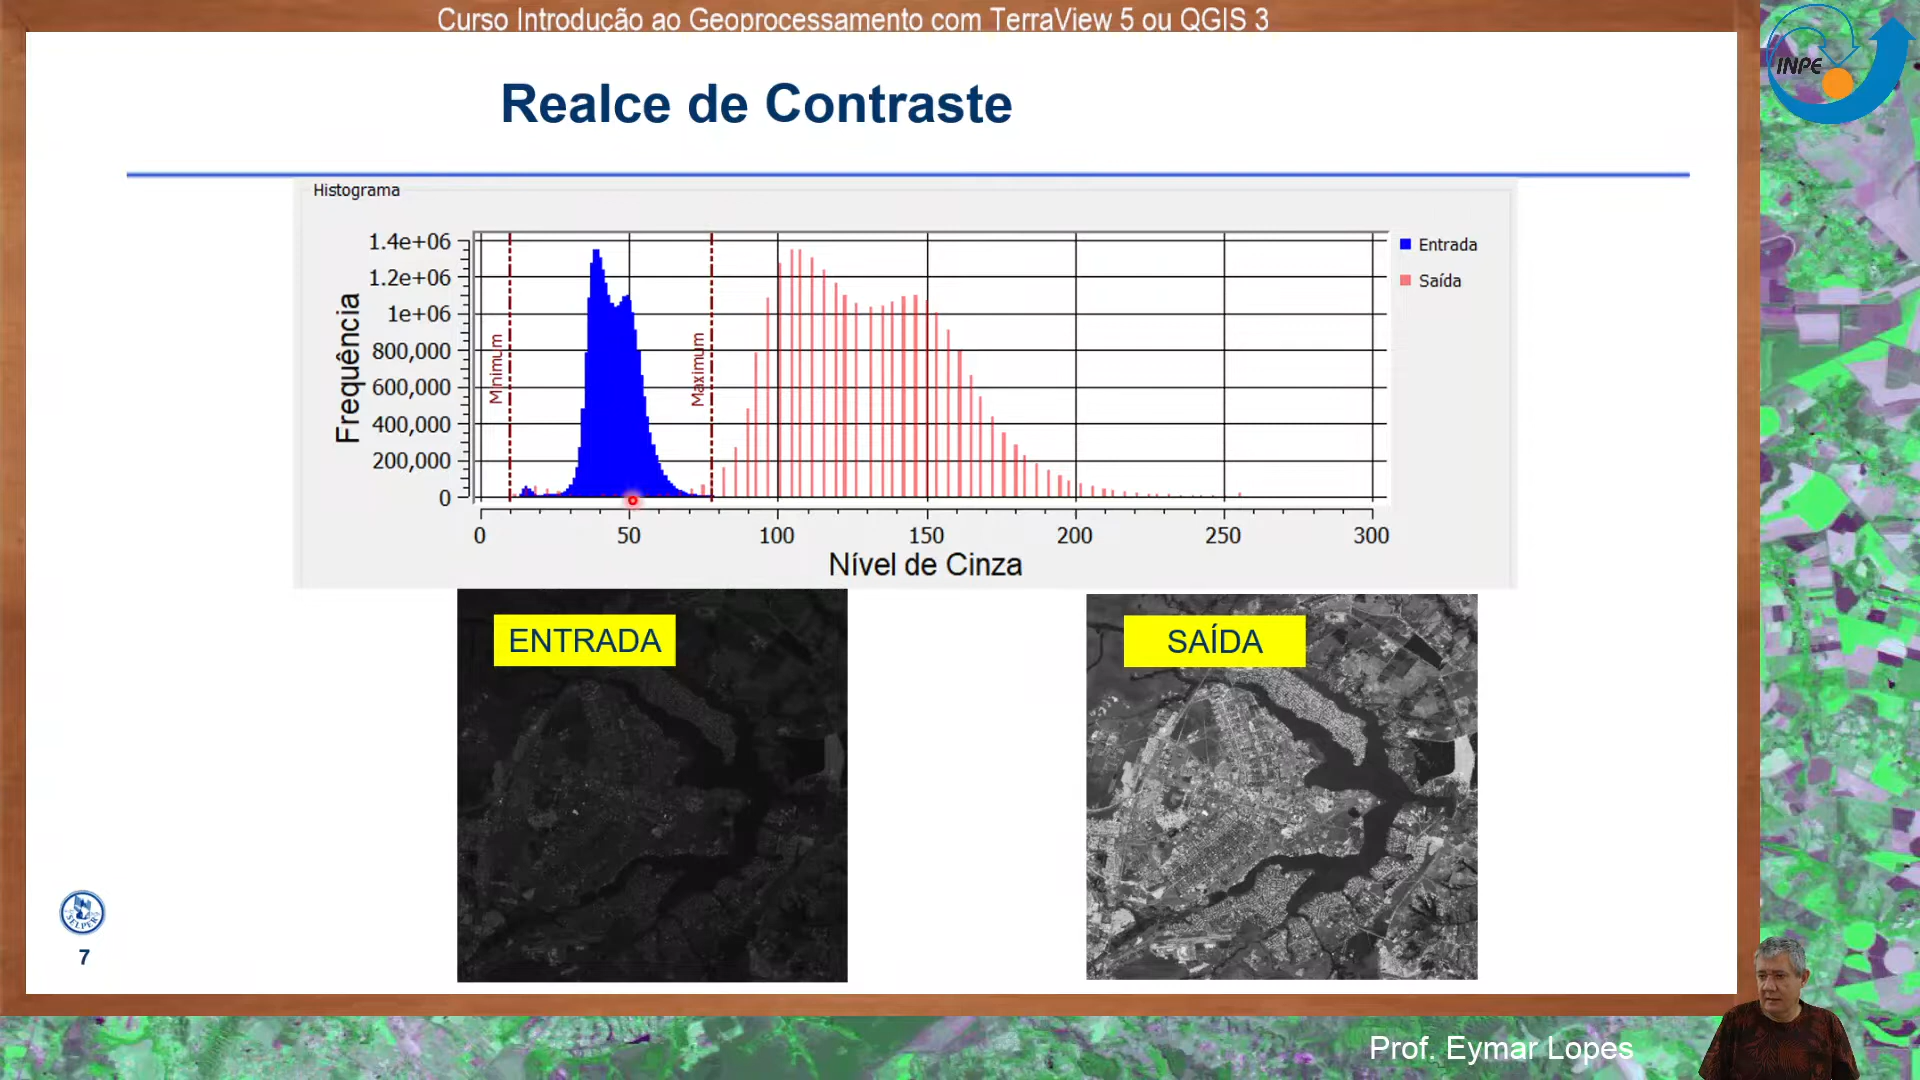 Curso Introdução ao Geoprocessamento com TerraView 5 ou QGIS 3
INPE
Realce de Contraste
Histograma
1.4e+06
1.2e+06
1e+06
800,000
600,000
400,000
200,000
0
Frequência
Minimum
Maximum
Entrada
Saída
0 50 100 150 200 250 300
Nível de Cinza
ENTRADA
SAÍDA
SELPER
7
Prof. Eymar Lopes